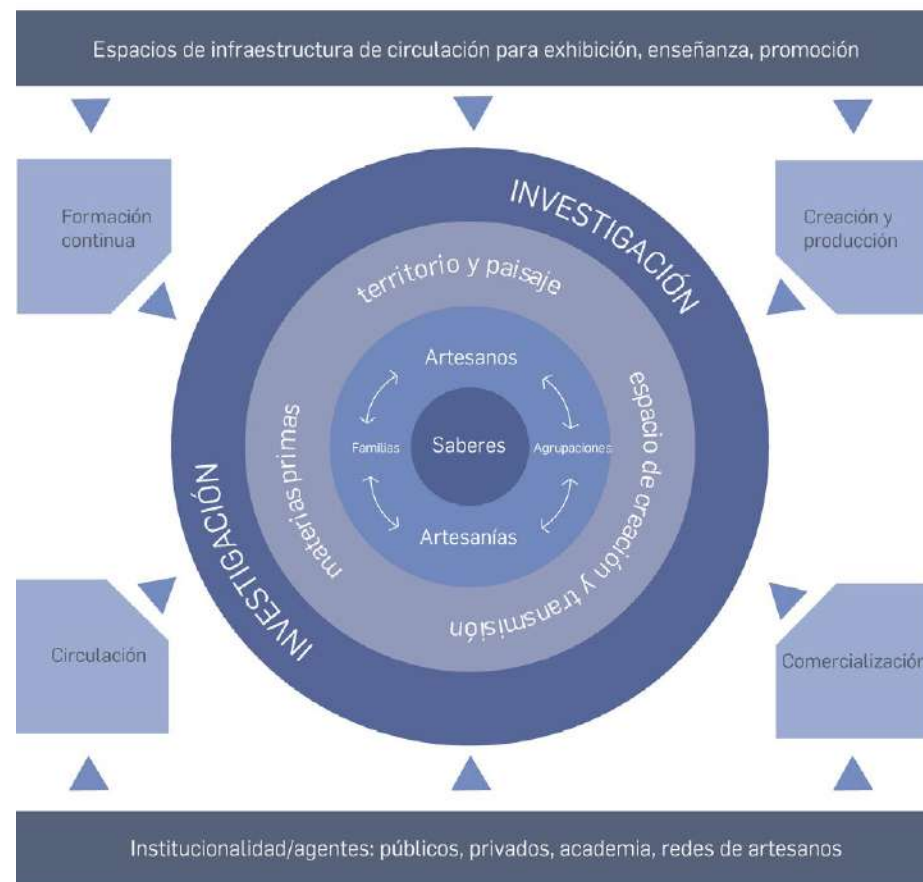 Espacios de infraestructura de circulación para exhibición, enseñanza, promoción
Formación
continua
INVESTIGACIÓN
Creación y
producción
territorio y paisaje
Artesanos
materias primas
Familias
Saberes
Agrupaciones
espacio de creación y transmisión
Artesanías
INVESTIGACIÓN
Circulación
Comercialización
Institucionalidad/agentes: públicos, privados, academia, redes de artesanos